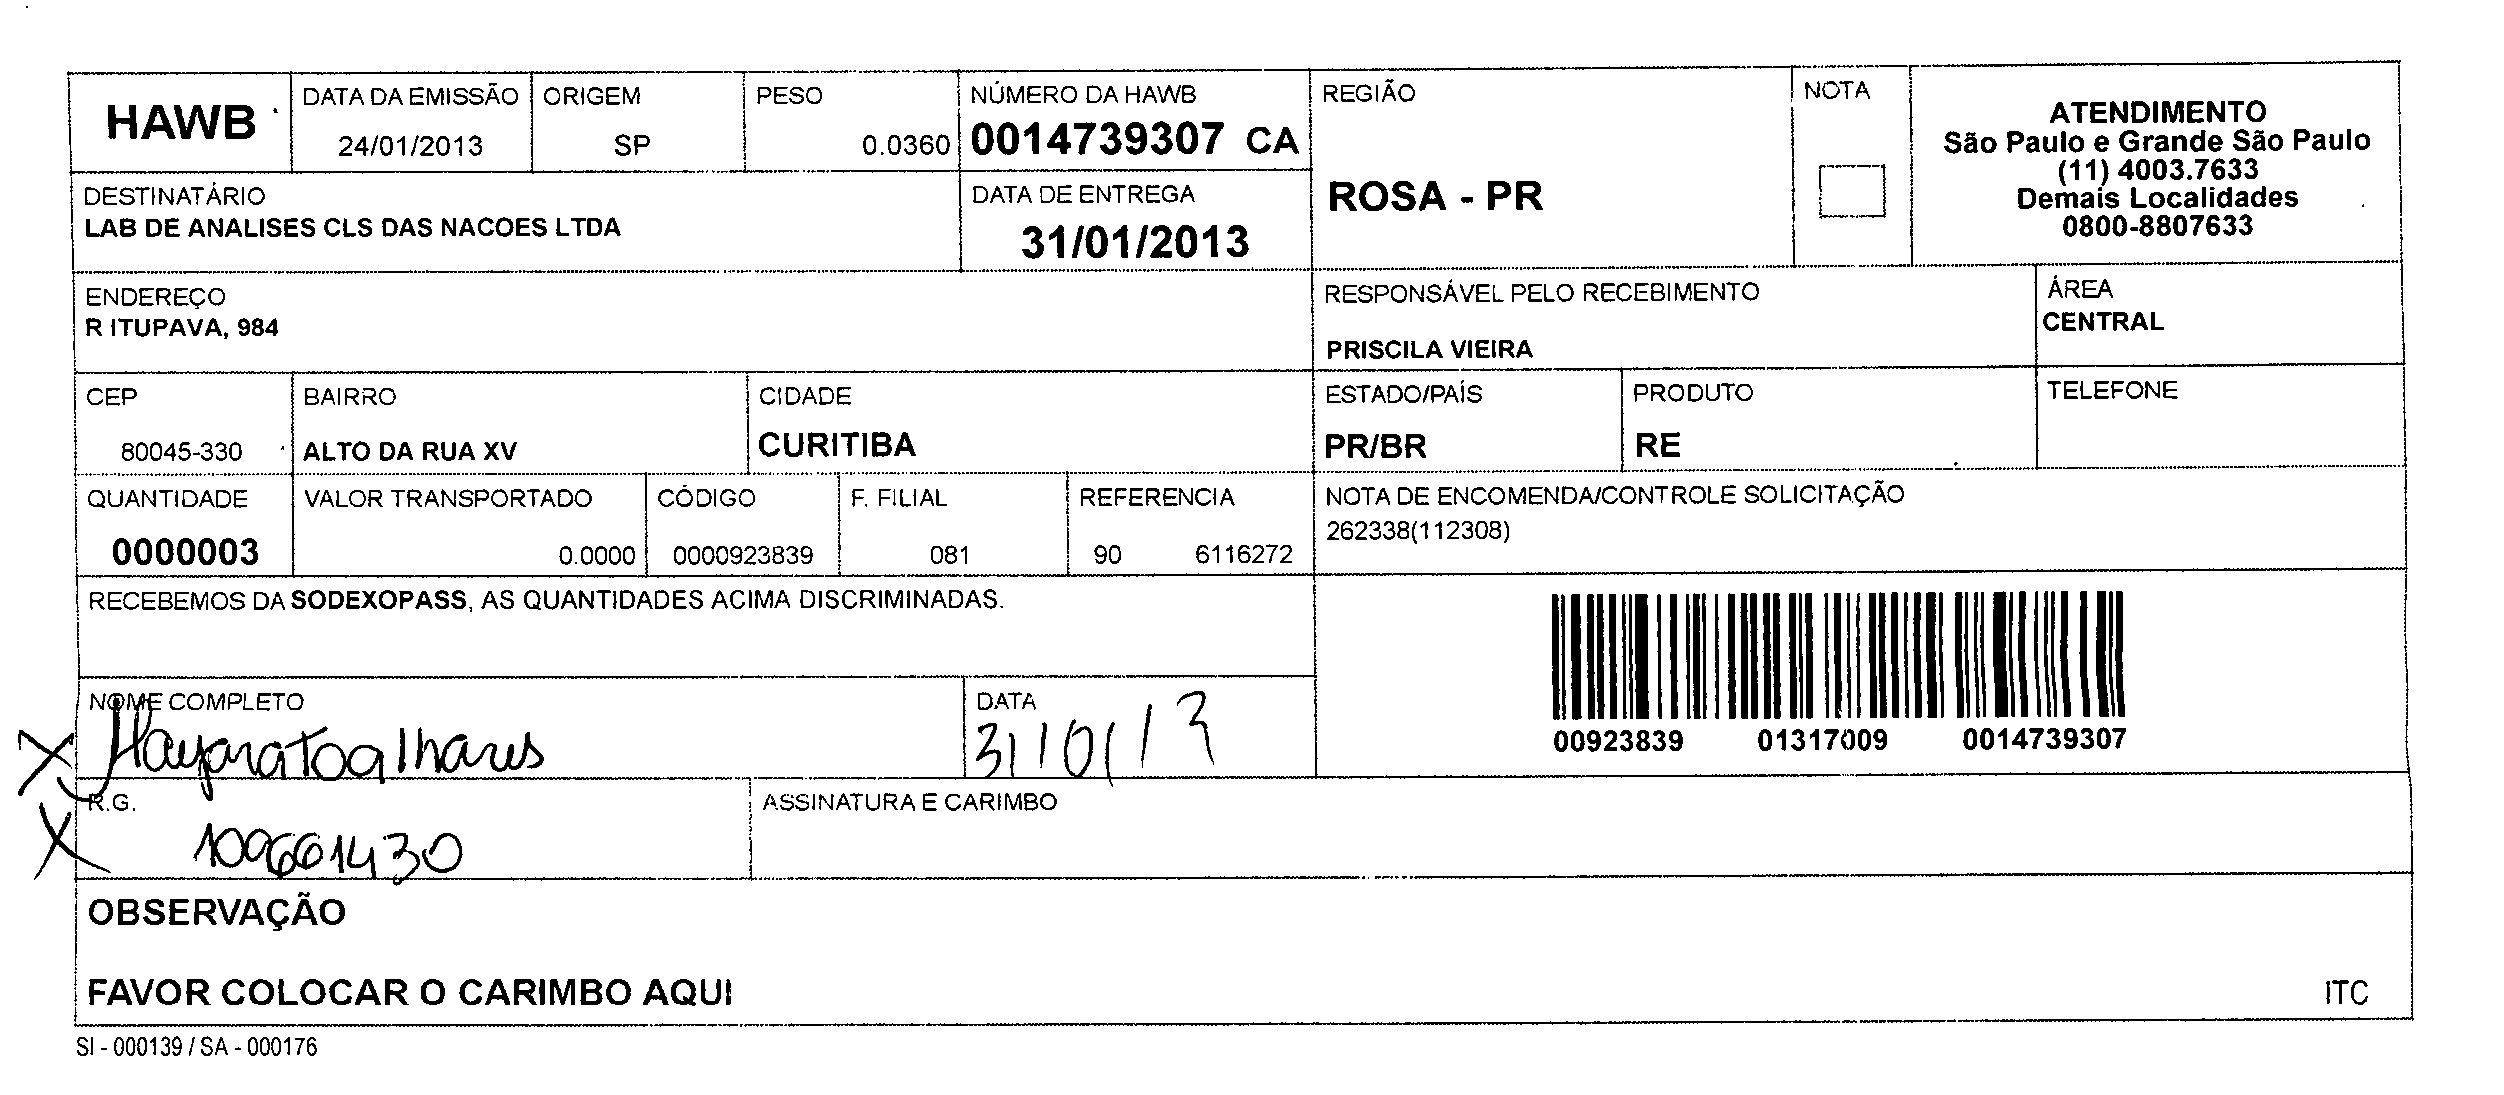 HAWB
DATA DA EMISSÃO
24/01/2013
ORIGEM
SP
PESO
0.0360
NÚMERO DA HAWB
0014739307 CA
REGIÃO
ROSA - PR
NOTA
ATENDIMENTO
São Paulo e Grande São Paulo
(11) 4003.7633
Demais Localidades
0800-8807633
DESTINATÁRIO
LAB DE ANALISES CLS DAS NACOES LTDA
DATA DE ENTREGA
31/01/2013
ENDEREÇO
R ITUPAVA, 984
RESPONSÁVEL PELO RECEBIMENTO
PRISCILA VIEIRA
ÁREA
CENTRAL
CEP
80045-330
BAIRRO
ALTO DA RUA XV
CIDADE
CURITIBA
ESTADO/PAÍS
PR/BR
PRODUTO
RE
TELEFONE
QUANTIDADE
0000003
VALOR TRANSPORTADO
0.0000
CÓDIGO
0000923839
F. FILIAL
081
REFERENCIA
90 6116272
NOTA DE ENCOMENDA/CONTROLE SOLICITAÇÃO
262338(112308)
RECEBEMOS DA SODEXOPASS, AS QUANTIDADES ACIMA DISCRIMINADAS.
00923839 01317009 0014739307
NOME COMPLETO
DATA
31/01/13
R.G.
109661430
ASSINATURA E CARIMBO
OBSERVAÇÃO
FAVOR COLOCAR O CARIMBO AQUI
ITC
SI - 000139 / SA - 000176